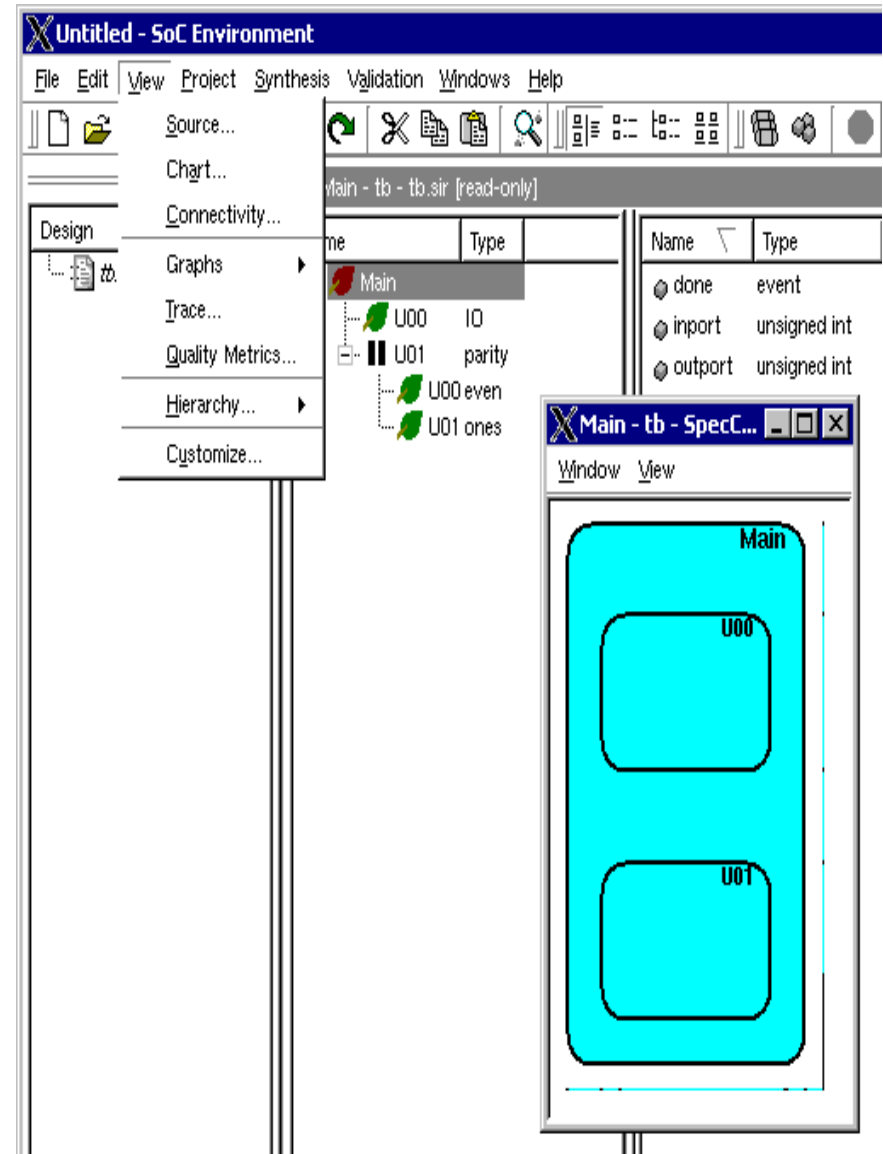 Untitled - SoC Environment
File Edit View Project Synthesis Validation Windows Help
Source...
Chart...
Connectivity...
Graphs
Trace...
Quality Metrics...
Hierarchy...
Customize...
Main - tb - tb.sir [read-only]
Design
tb.
me Type
Main
U00 IO
U01 parity
U00 even
U01 ones
Name Type
done event
inport unsigned int
outport unsigned int
Main - tb - SpecC...
Window View
Main
U00
U01